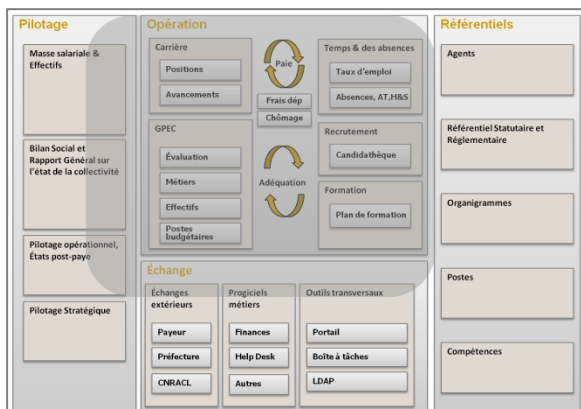 Pilotage
Masse salariale &
Effectifs
Bilan Social et
Rapport Général sur
l'état de la collectivité
Pilotage opérationnel,
États post-paye
Pilotage Stratégique
Opération
Carrière
Positions
Avancements
GPEC
Évaluation
Métiers
Effectifs
Postes
budgétaires
Paie
Frais dép
Chômage
Adéquation
Temps & des absences
Taux d'emploi
Absences, AT,H&S
Recrutement
Candidathèque
Formation
Plan de formation
Échange
Échanges
extérieurs
Payeur
Préfecture
CNRACL
Progiciels
métiers
Finances
Help Desk
Autres
Outils transversaux
Portail
Boîte à tâches
LDAP
Référentiels
Agents
Référentiel Statutaire et
Réglementaire
Organigrammes
Postes
Compétences